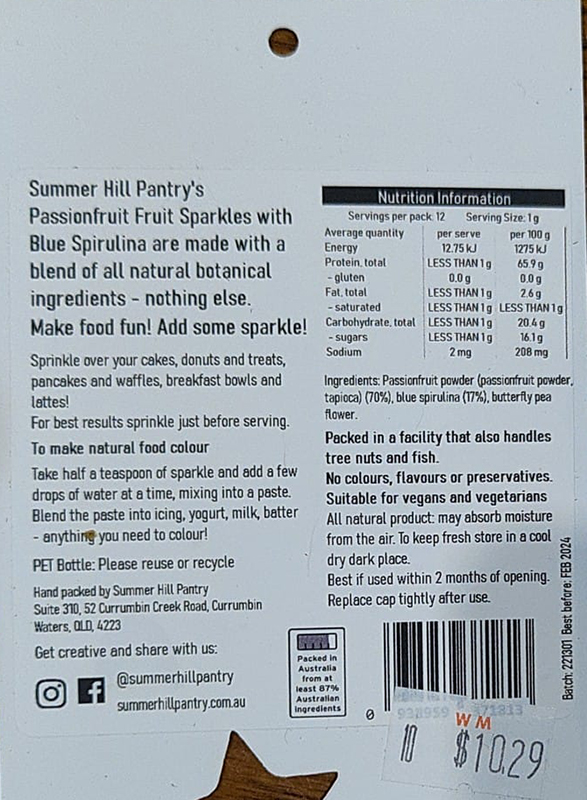 Summer Hill Pantry's
Passionfruit Fruit Sparkles with
Blue Spirulina are made with a
blend of all natural botanical
ingredients - nothing else.
Make food fun! Add some sparkle!
Sprinkle over your cakes, donuts and treats,
pancakes and waffles, breakfast bowls and
lattes!
For best results sprinkle just before serving.
To make natural food colour
Take half a teaspoon of sparkle and add a few
drops of water at a time, mixing into a paste.
Blend the paste into icing, yogurt, milk, batter
- anything you need to colour!
PET Bottle: Please reuse or recycle
Hand packed by Summer Hill Pantry
Suite 310, 52 Currumbin Creek Road, Currumbin
Waters, QLD, 4223
Get creative and share with us:
@summerhillpantry
summerhillpantry.com.au
Nutrition Information
Servings per pack: 12 Serving Size: 1 g
Average quantity per serve per 100 g
Energy 12.75 kJ 1275 kJ
Protein, total LESS THAN 1 g 65.9 g
- gluten 0.0 g 0.0 g
Fat, total LESS THAN 1 g 2.6 g
- saturated LESS THAN 1 g LESS THAN 1 g
Carbohydrate, total LESS THAN 1 g 20.4 g
- sugars LESS THAN 1 g 16.1 g
Sodium 2 mg 208 mg
Ingredients: Passionfruit powder (passionfruit powder,
tapioca) (70%), blue spirulina (17%), butterfly pea
flower.
Packed in a facility that also handles
tree nuts and fish.
No colours, flavours or preservatives.
Suitable for vegans and vegetarians
All natural product: may absorb moisture
from the air. To keep fresh store in a cool
dry dark place.
Best if used within 2 months of opening.
Replace cap tightly after use.
Batch: 221301 Best before: FEB 2024
Packed in
Australia
from at
least 87%
Australian
ingredients
0
WM
10 $10.29